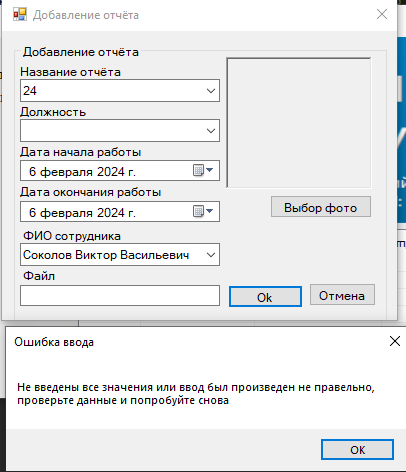 Добавление отчёта
Добавление отчёта
Название отчёта
24
Должность
Дата начала работы
6 февраля 2024 г.
Дата окончания работы
6 февраля 2024 г.
Выбор фото
ФИО сотрудника
Соколов Виктор Васильевич
Файл
Ok
Отмена
Ошибка ввода
Не введены все значения или ввод был произведен не правельно,
проверьте данные и попробуйте снова
ОК